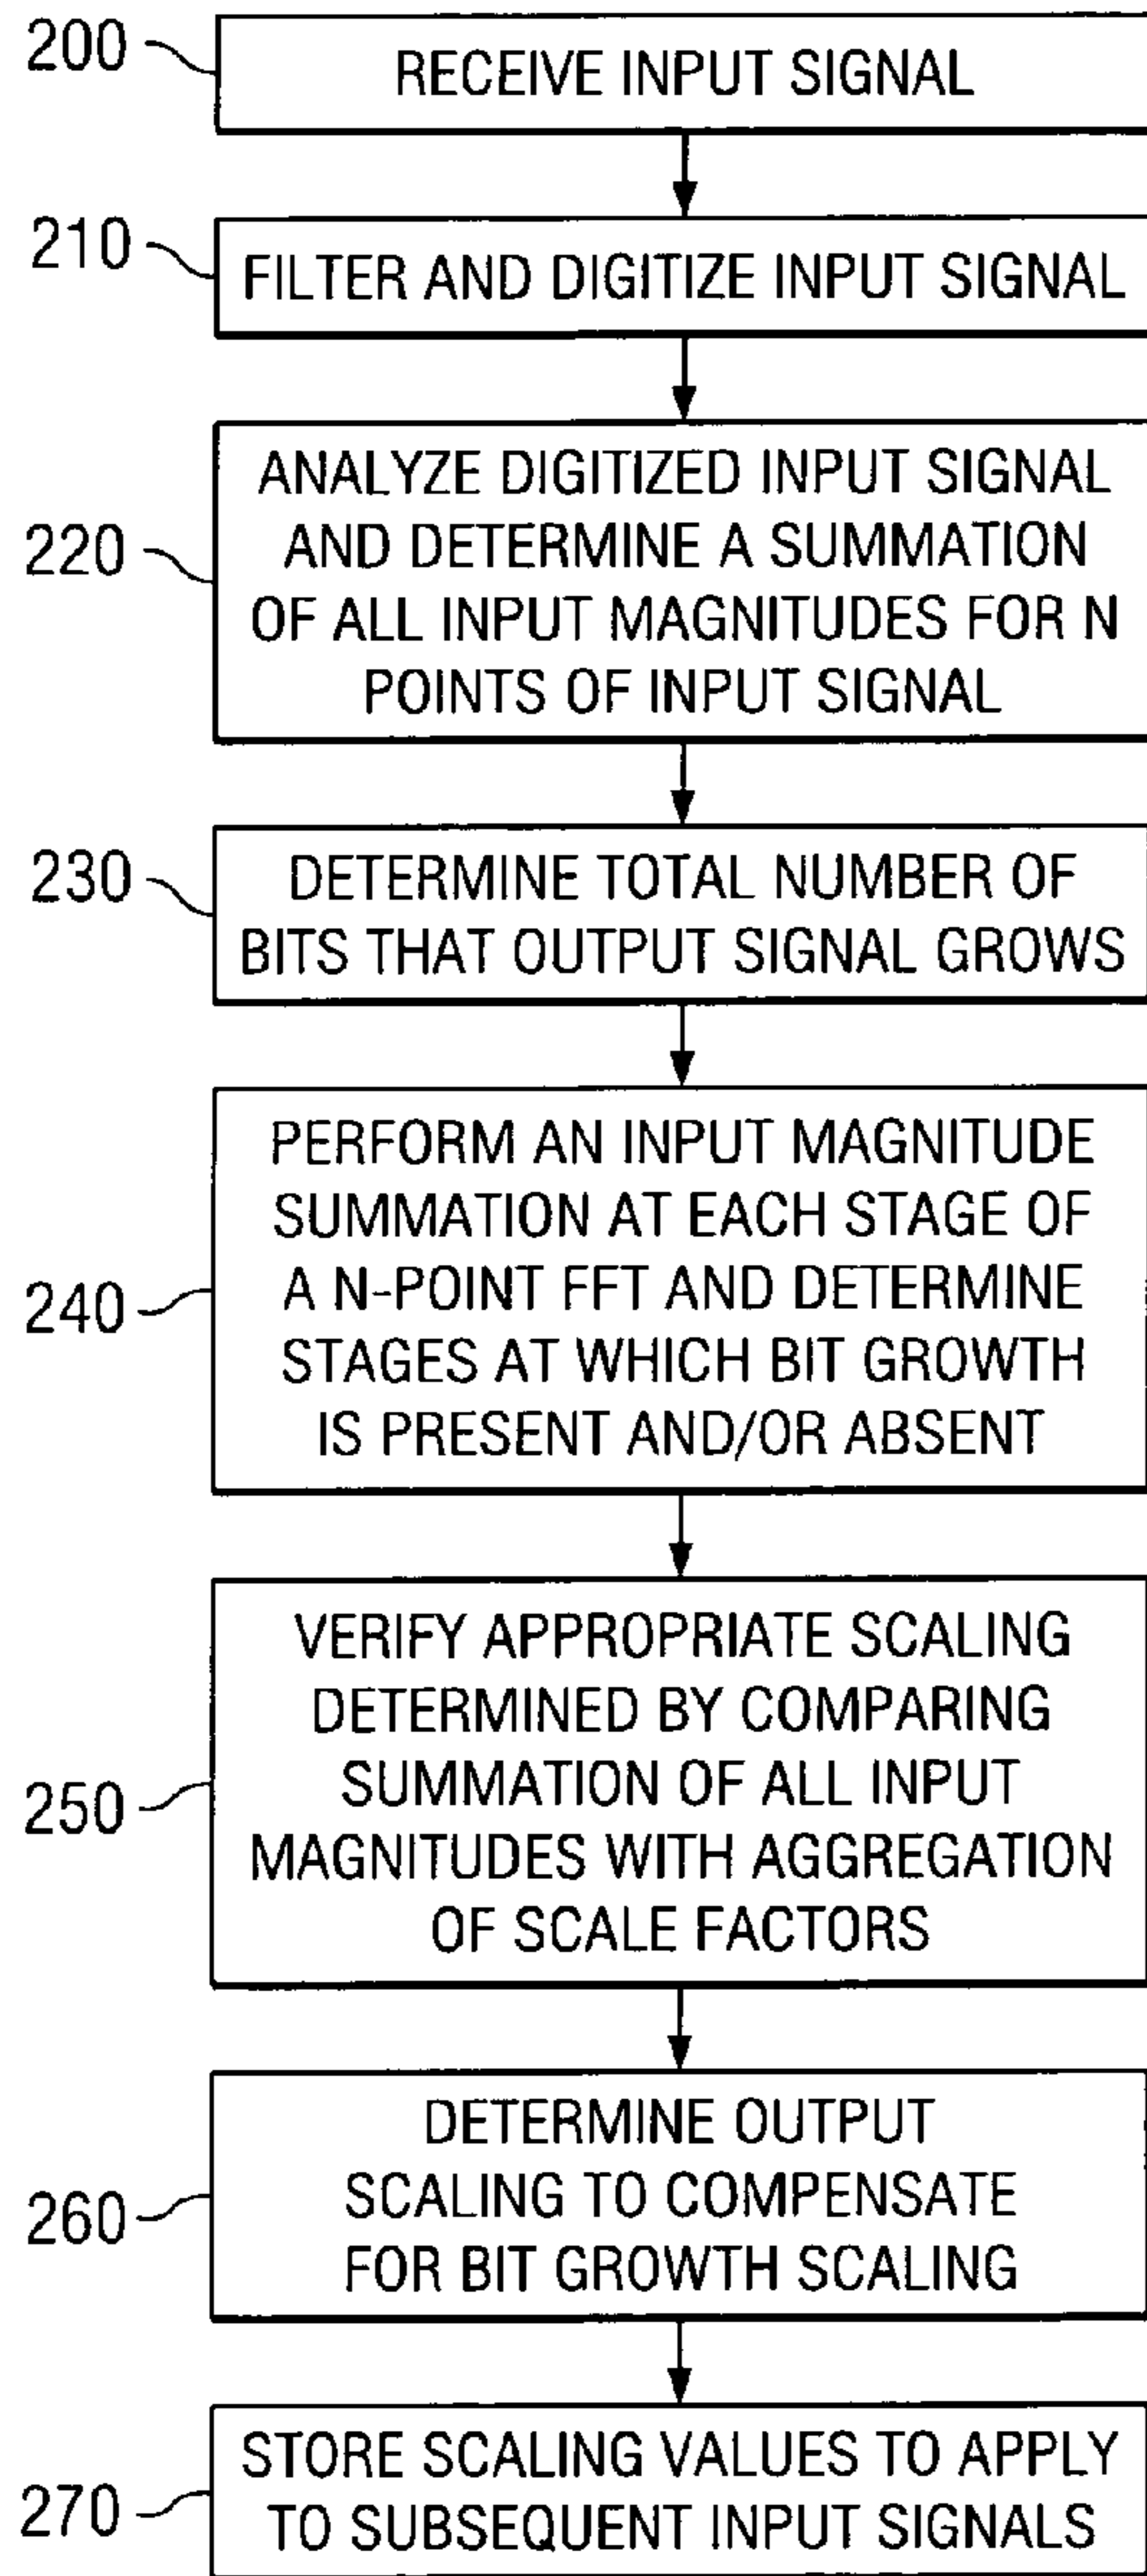 200
RECEIVE INPUT SIGNAL
210
FILTER AND DIGITIZE INPUT SIGNAL
220
ANALYZE DIGITIZED INPUT SIGNAL
AND DETERMINE A SUMMATION
OF ALL INPUT MAGNITUDES FOR N
POINTS OF INPUT SIGNAL
230
DETERMINE TOTAL NUMBER OF
BITS THAT OUTPUT SIGNAL GROWS
240
PERFORM AN INPUT MAGNITUDE
SUMMATION AT EACH STAGE OF
A N-POINT FFT AND DETERMINE
STAGES AT WHICH BIT GROWTH
IS PRESENT AND/OR ABSENT
250
VERIFY APPROPRIATE SCALING
DETERMINED BY COMPARING
SUMMATION OF ALL INPUT
MAGNITUDES WITH AGGREGATION
OF SCALE FACTORS
260
DETERMINE OUTPUT
SCALING TO COMPENSATE
FOR BIT GROWTH SCALING
270
STORE SCALING VALUES TO APPLY
TO SUBSEQUENT INPUT SIGNALS